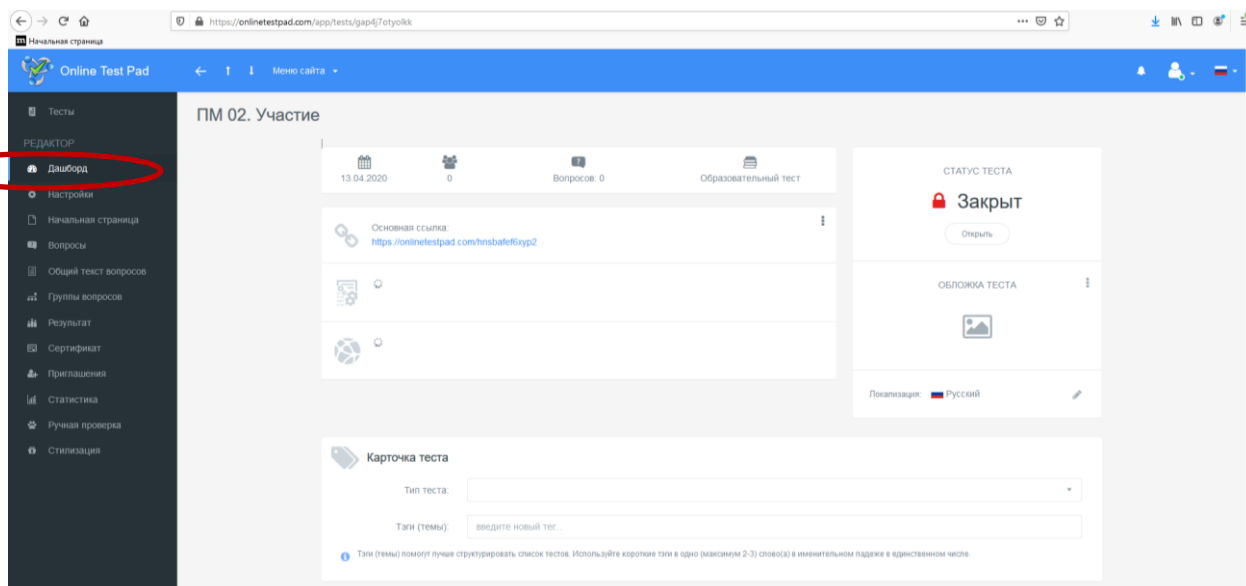 https://onlinetestpad.com/app/tests/gap4j7otyolkk
Начальная страница
Online Test Pad
Меню сайта
Тесты
РЕДАКТОР
Дашборд
Настройки
Начальная страница
Вопросы
Общий текст вопросов
Группы вопросов
Результат
Сертификат
Приглашения
Статистика
Ручная проверка
Стилизация
ПМ 02. Участие
13.04.2020
0
Вопросов: 0
Образовательный тест
Основная ссылка:
https://onlinetestpad.com/hnsbafef6xyp2
СТАТУС ТЕСТА
Закрыт
Открыть
ОБЛОЖКА ТЕСТА
Локализация: Русский
Карточка теста
Тип теста:
Тэги (темы): введите новый тег...
Тэги (темы) помогут лучше структурировать список тестов. Используйте короткие тэги в одно (максимум 2-3) слово(а) в именительном падеже в единственном числе.